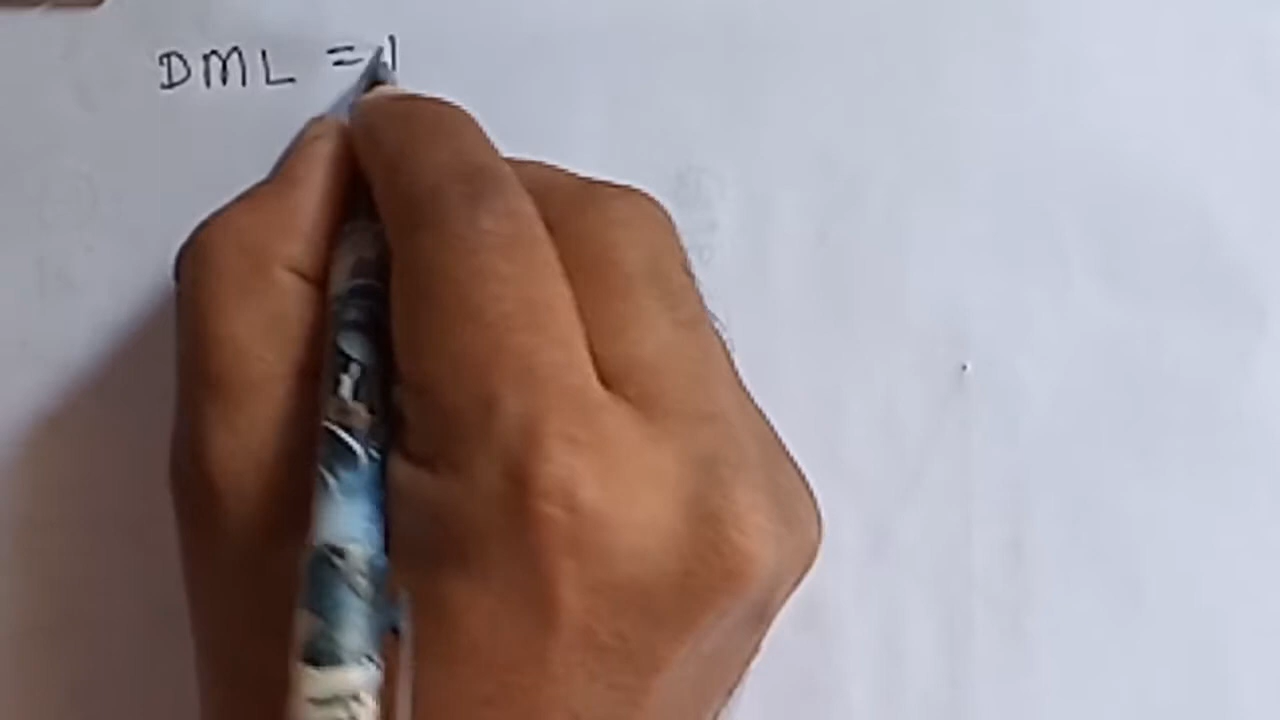 DML =